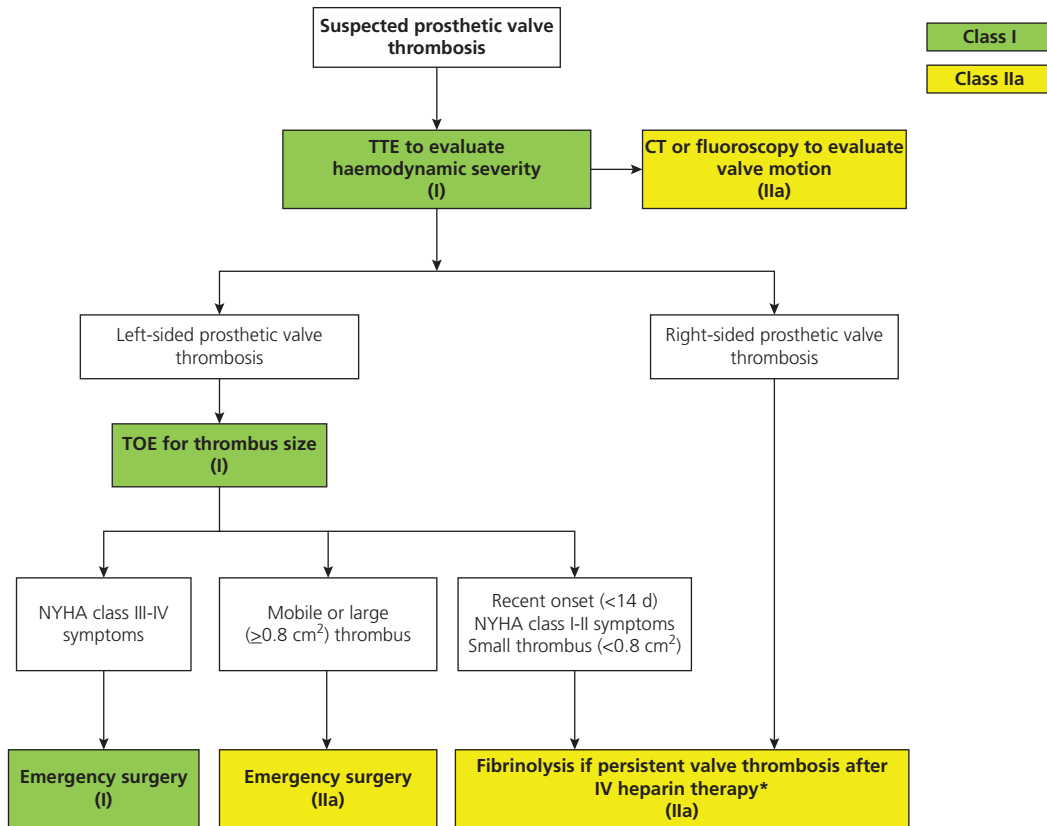 Suspected prosthetic valve
thrombosis
Class I
Class IIa
TTE to evaluate
haemodynamic severity
(I)
CT or fluoroscopy to evaluate
valve motion
(IIa)
Left-sided prosthetic valve
thrombosis
Right-sided prosthetic valve
thrombosis
TOE for thrombus size
(I)
NYHA class III-IV
symptoms
Mobile or large
(≥0.8 cm²) thrombus
Recent onset (<14 d)
NYHA class I-II symptoms
Small thrombus (<0.8 cm²)
Emergency surgery
(I)
Emergency surgery
(IIa)
Fibrinolysis if persistent valve thrombosis after
IV heparin therapy*
(IIa)